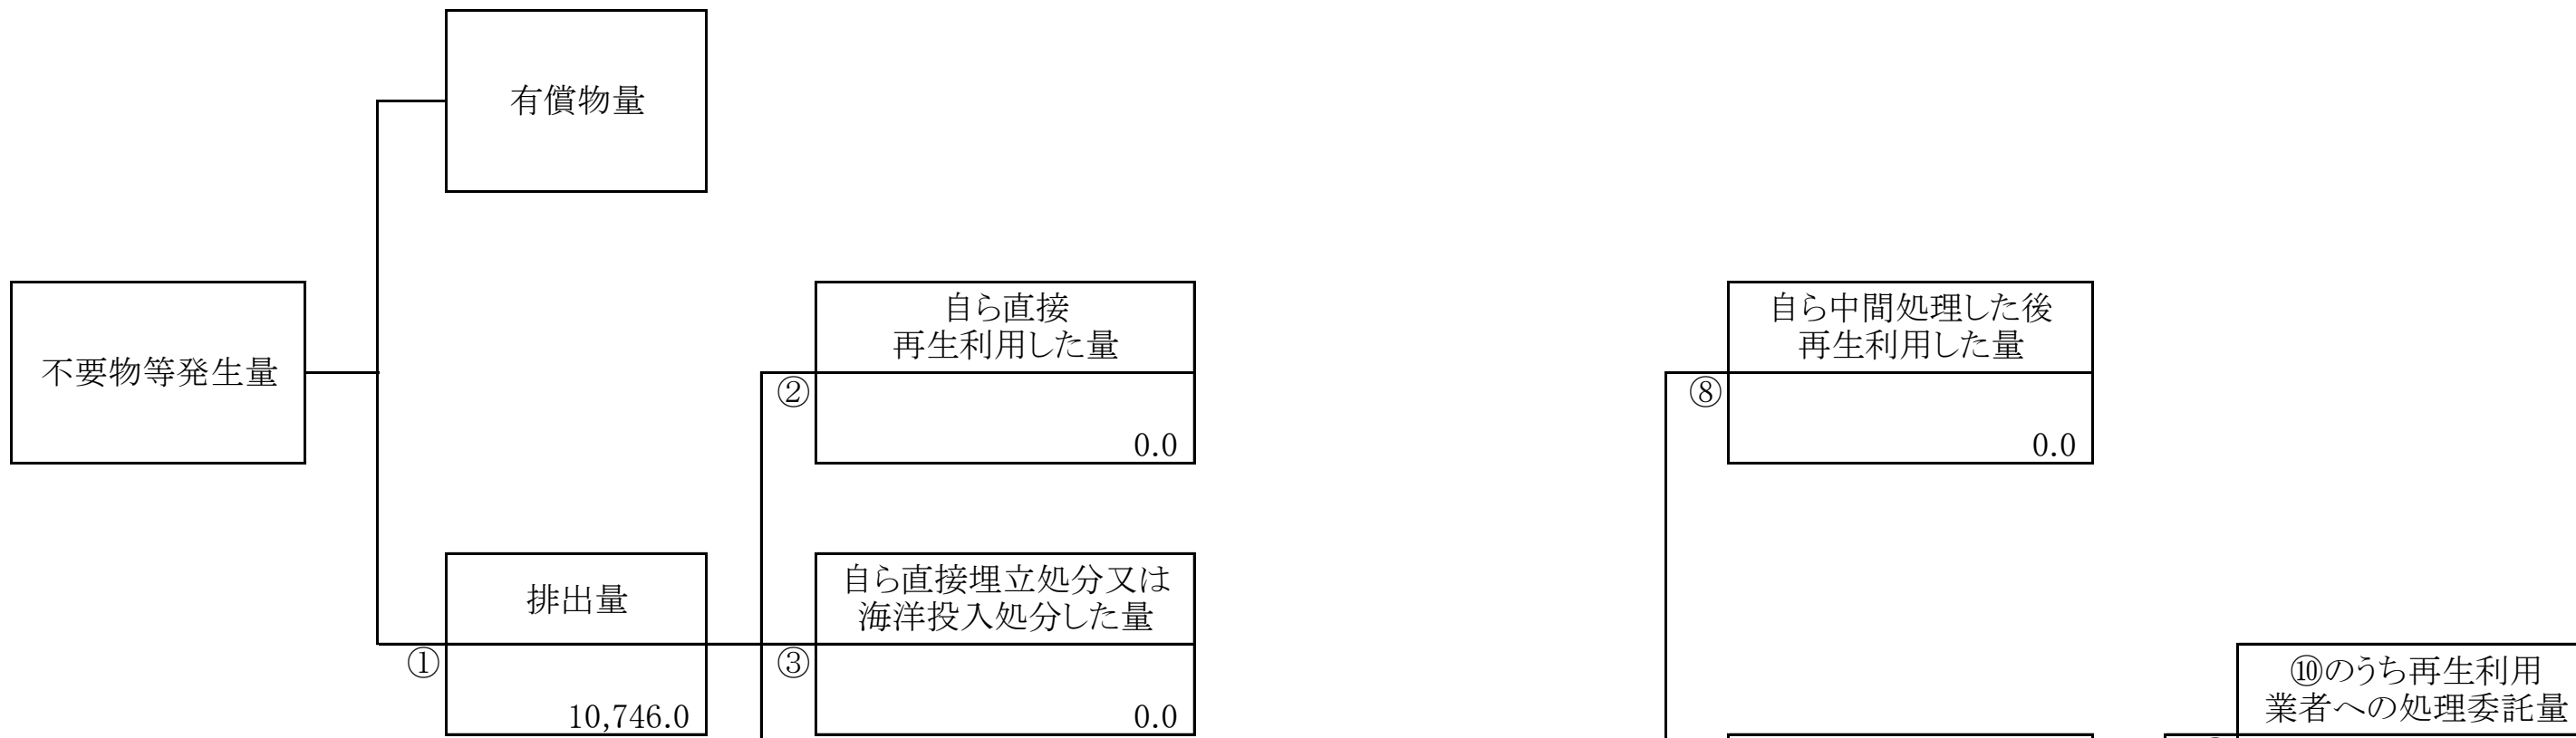 有償物量
不要物等発生量
自ら直接
再生利用した量
②
0.0
自ら中間処理した後
再生利用した量
⑧
0.0
排出量
①
10,746.0
自ら直接埋立処分又は
海洋投入処分した量
③
0.0
⑩のうち再生利用
業者への処理委託量